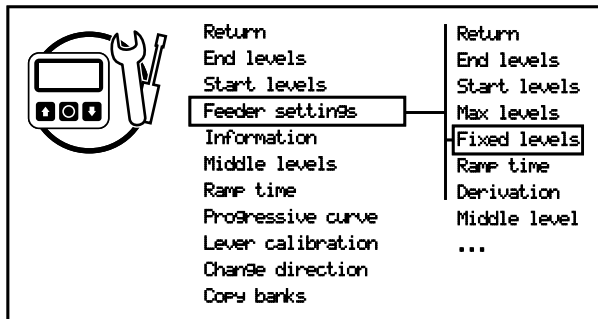 Return
End levels
Start levels
Feeder settings
Information
Middle levels
Ramp time
Progressive curve
Lever calibration
Change direction
Copy banks
Return
End levels
Start levels
Max levels
Fixed levels
Ramp time
Derivation
Middle level
...